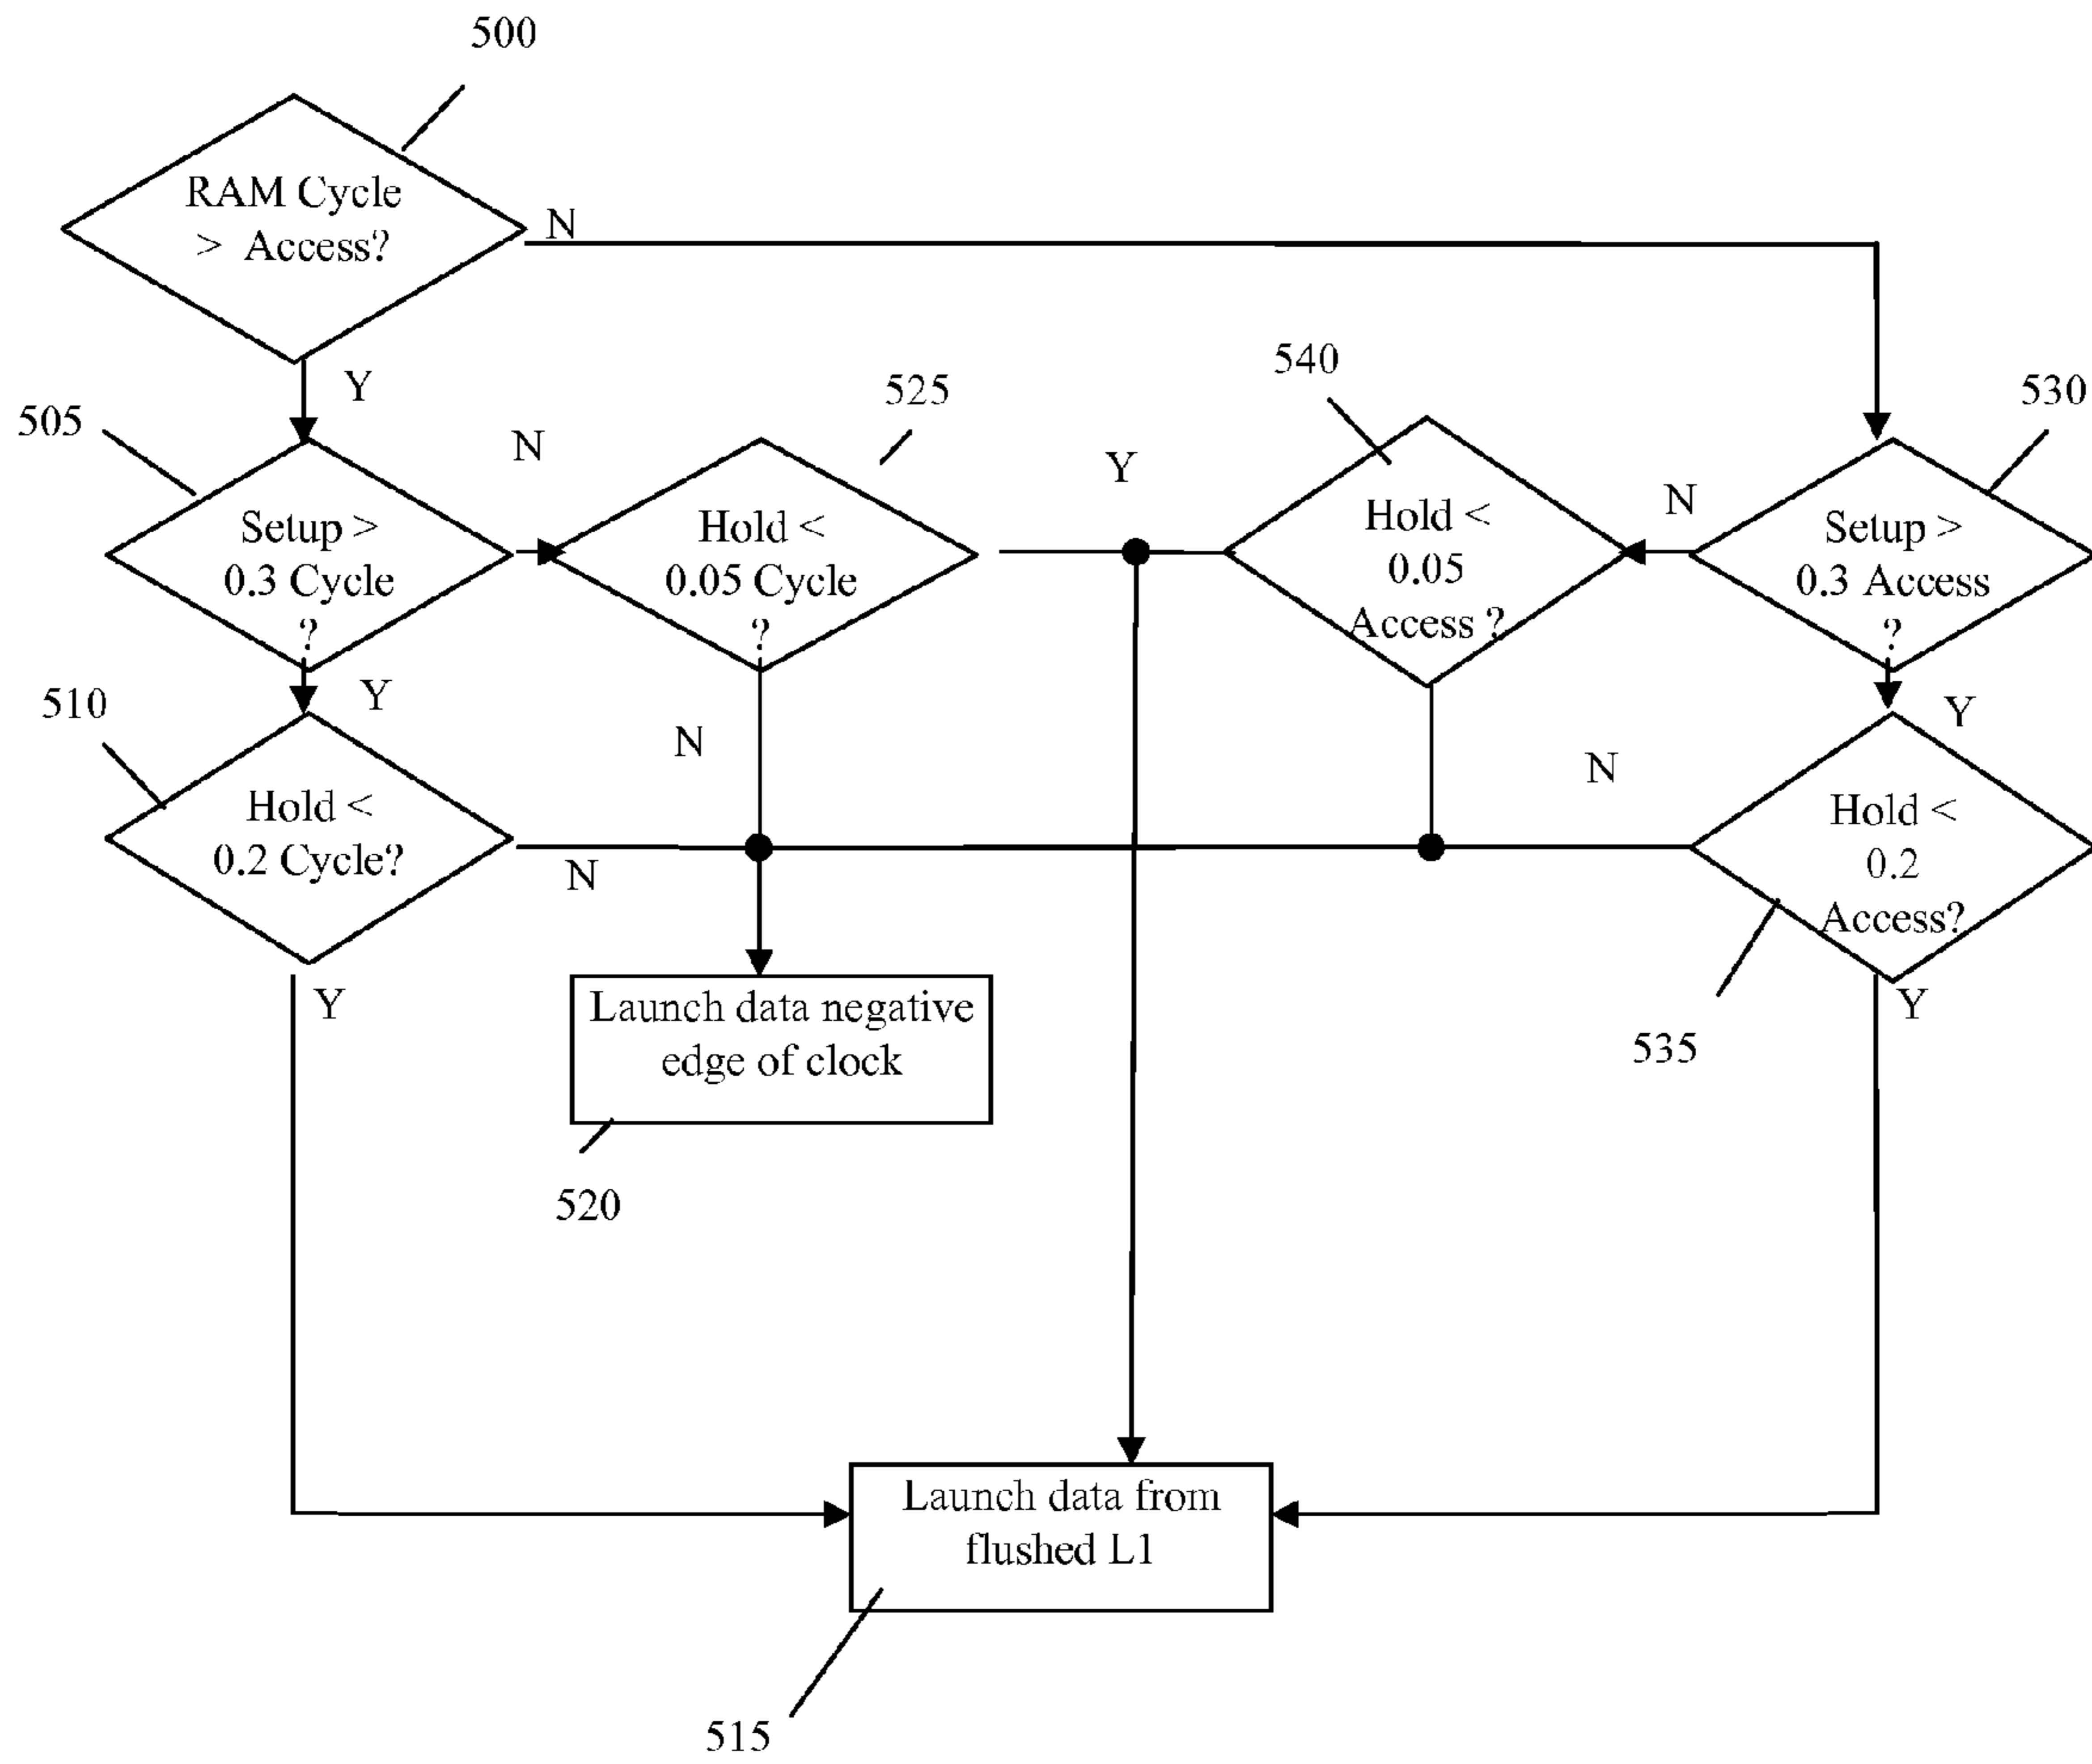 500
RAM Cycle
> Access?
N
Y
505
Setup >
0.3 Cycle
?
N
525
Hold <
0.05 Cycle
?
Y
540
Hold <
0.05
Access ?
N
530
Setup >
0.3 Access
?
510
Y
Hold <
0.2 Cycle?
N
N
N
Y
Hold <
0.2
Access?
Y
535
Y
Launch data negative
edge of clock
520
Launch data from
flushed L1
515